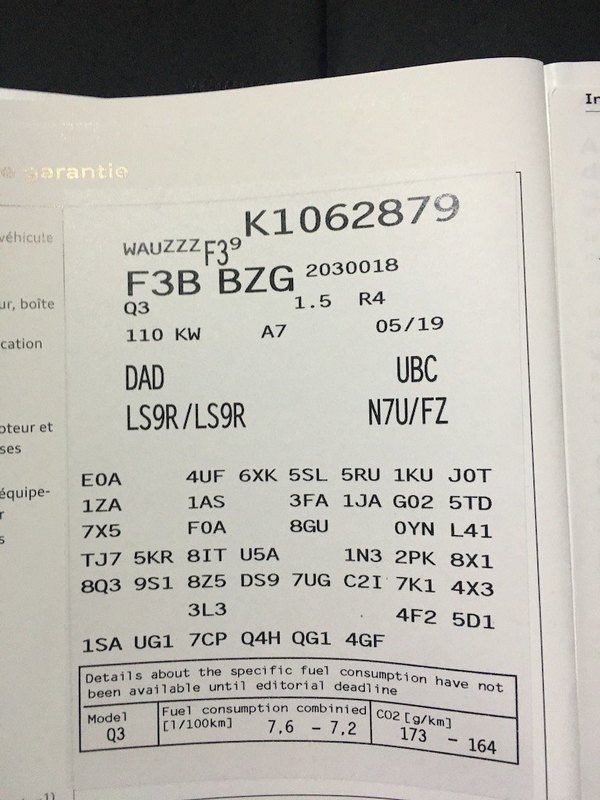 In
garantie
K1062879
véhicule
WAUZZZF39
F3B BZG 2030018
ur, boîte
Q3 1.5 R4
110 KW A7 05/19
cation
DAD UBC
LS9R/LS9R N7U/FZ
oteur et
ses
E0A 4UF 6XK 5SL 5RU 1KU J0T
équipe-
1ZA 1AS 3FA 1JA G02 5TD
r
7X5 F0A 8GU 0YN L41
s
TJ7 5KR 8IT U5A 1N3 2PK 8X1
8Q3 9S1 8Z5 DS9 7UG C2I 7K1 4X3
3L3 4F2 5D1
1SA UG1 7CP Q4H QG1 4GF
Details about the specific fuel consumption have not
been available until editorial deadline
Model Fuel consumption combinied CO2 [g/km]
Q3 [1/100km] 7,6 - 7,2 173 - 164